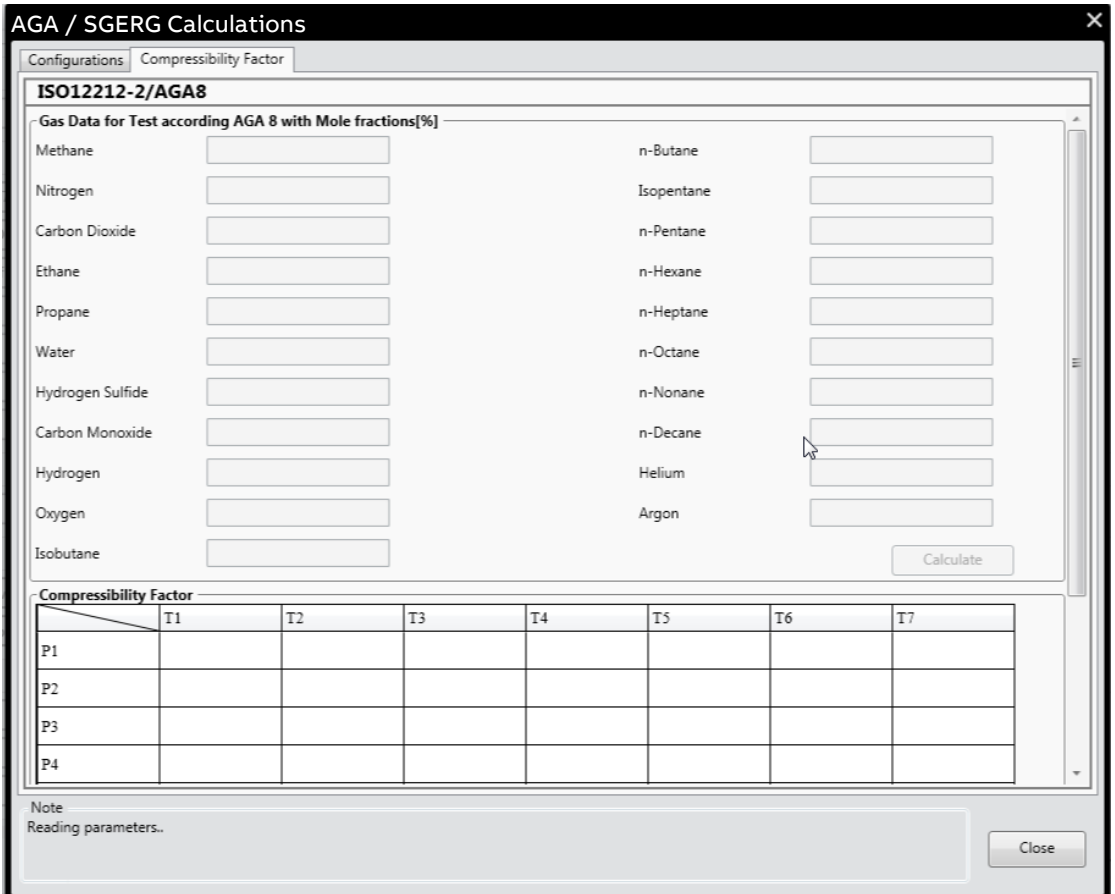 AGA / SGERG Calculations
Configurations Compressibility Factor
ISO12212-2/AGA8
Gas Data for Test according AGA 8 with Mole fractions[%]
Methane n-Butane
Nitrogen Isopentane
Carbon Dioxide n-Pentane
Ethane n-Hexane
Propane n-Heptane
Water n-Octane
Hydrogen Sulfide n-Nonane
Carbon Monoxide n-Decane
Hydrogen Helium
Oxygen Argon
Isobutane Calculate
Compressibility Factor
T1 T2 T3 T4 T5 T6 T7
P1
P2
P3
P4
Note
Reading parameters..
Close